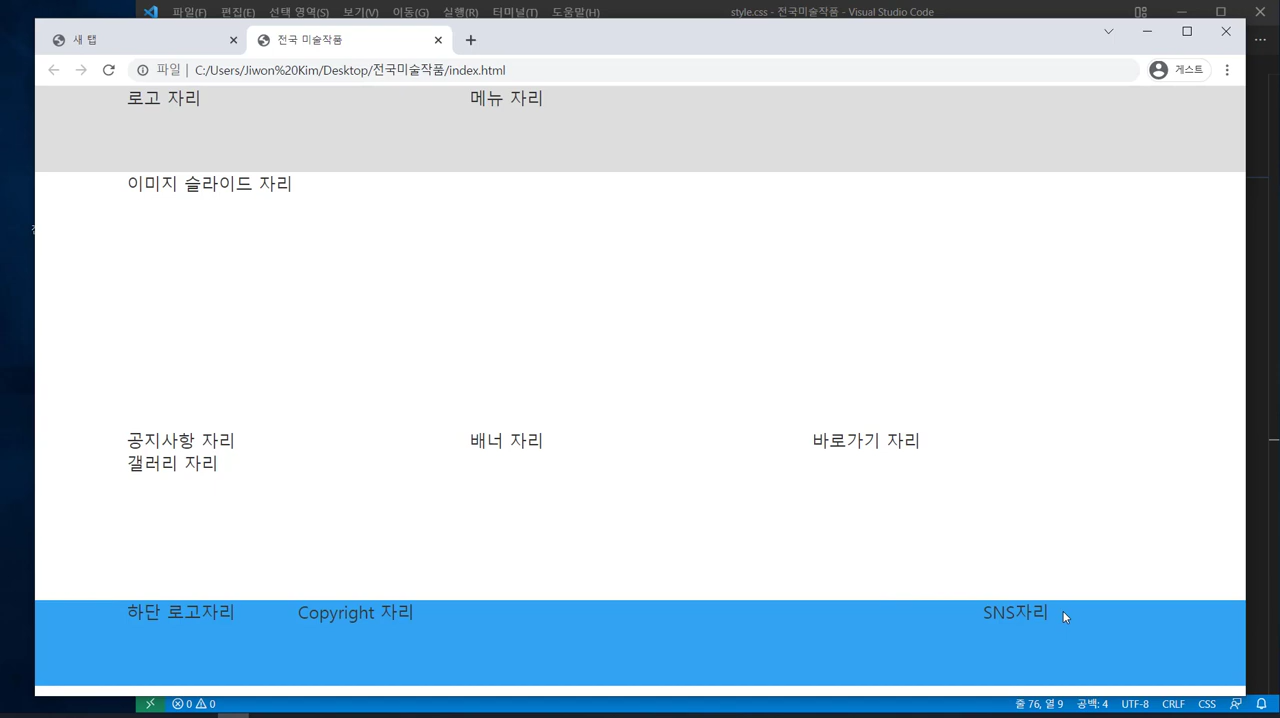 파일(F) 편집(E) 선택 영역(S) 보기(V) 이동(G) 실행(R) 터미널(T) 도움말(H) style.css - 전국미술작품 - Visual Studio Code
새 탭 전국 미술작품
파일 C:/Users/Jiwon%20Kim/Desktop/전국미술작품/index.html 게스트
로고 자리 메뉴 자리
이미지 슬라이드 자리
공지사항 자리 배너 자리 바로가기 자리
갤러리 자리
하단 로고자리 Copyright 자리 SNS자리
0 0 줄 76, 열 9 공백: 4 UTF-8 CRLF CSS